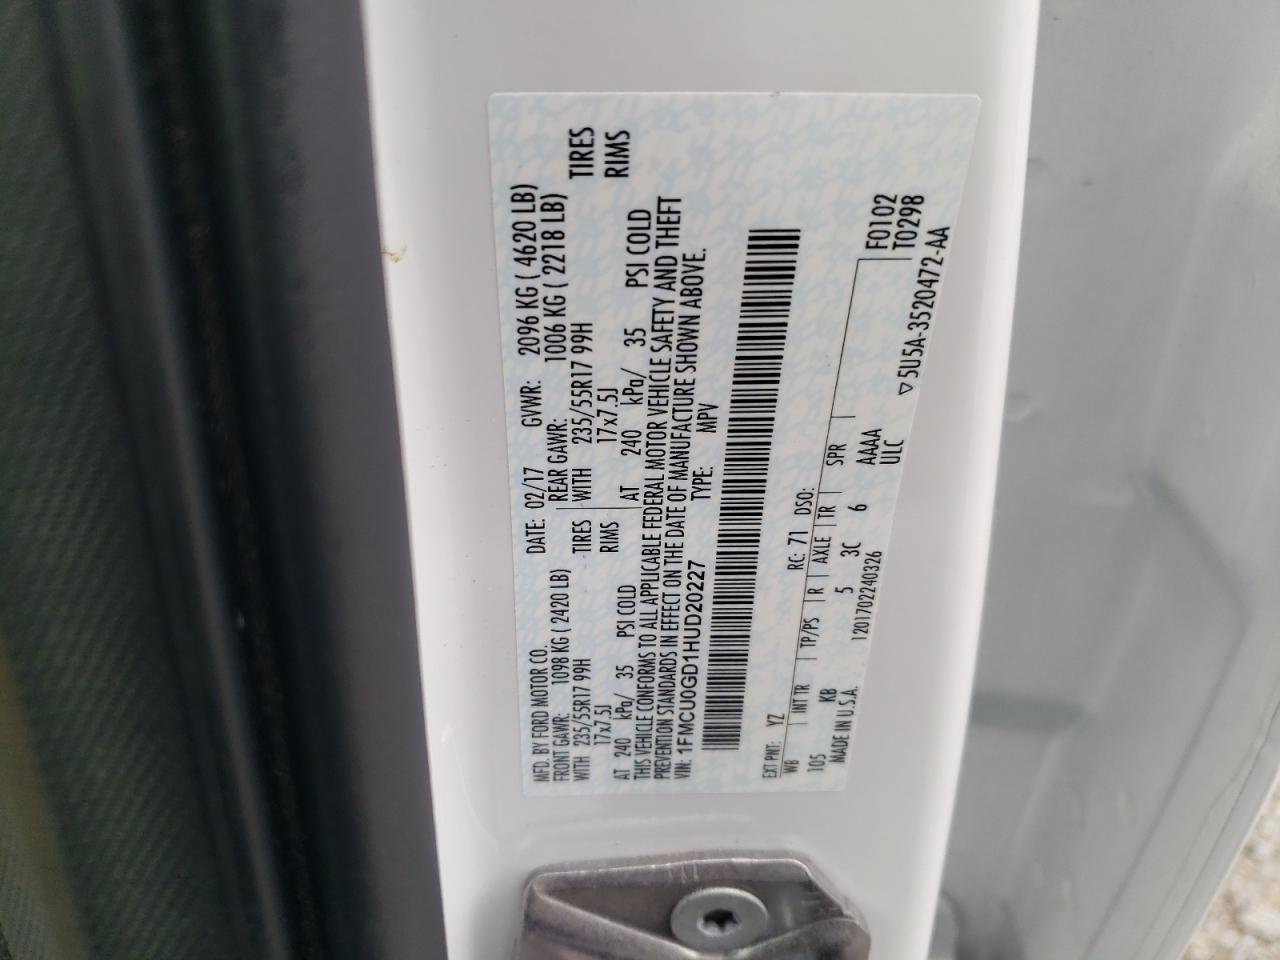 MFD. BY FORD MOTOR CO.
DATE: 02/17 GVWR: 2096 KG ( 4620 LB)
FRONT GAWR: 1098 KG ( 2420 LB) REAR GAWR: 1006 KG ( 2218 LB)
WITH 235/55R17 99H TIRES WITH 235/55R17 99H TIRES
17x7.5J RIMS 17x7.5J RIMS
AT 240 kPa/ 35 PSI COLD AT 240 kPa/ 35 PSI COLD
THIS VEHICLE CONFORMS TO ALL APPLICABLE FEDERAL MOTOR VEHICLE SAFETY AND THEFT
PREVENTION STANDARDS IN EFFECT ON THE DATE OF MANUFACTURE SHOWN ABOVE.
VIN: 1FMCU0GD1HUD20227 TYPE: MPV
EXT PNT: YZ RC: 71 DSO:
WB INT TR TP/PS R AXLE TR SPR F0102
105 KB 5 3C 6 AAAA T0298
MADE IN U.S.A. 1201702240326 ULC ▽5U5A-3520472-AA